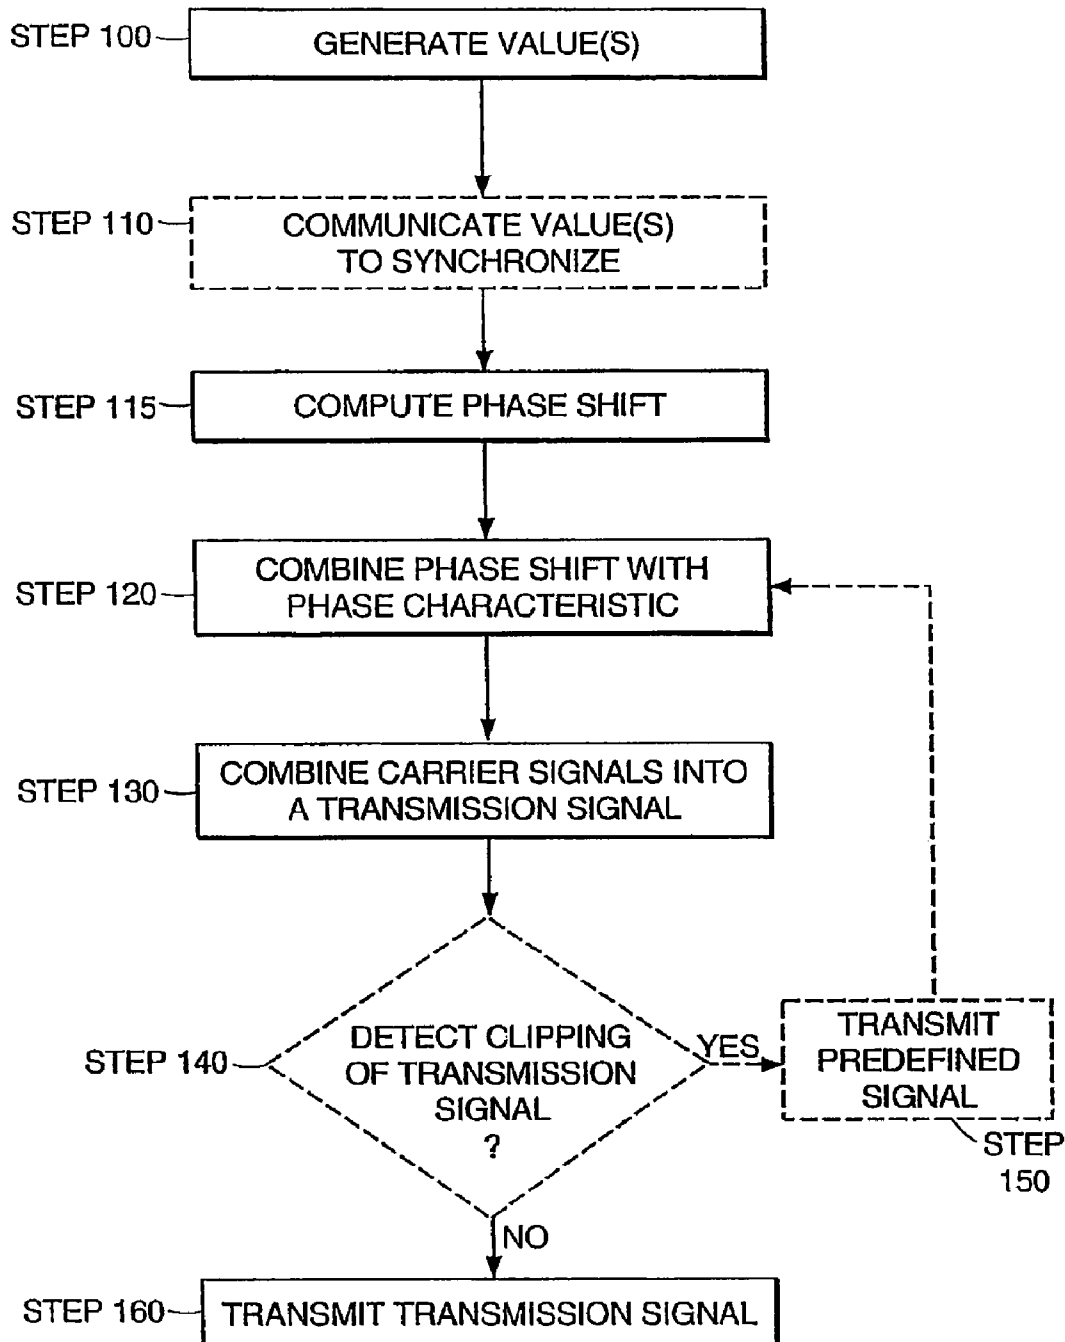 STEP 100
GENERATE VALUE(S)
STEP 110
COMMUNICATE VALUE(S)
TO SYNCHRONIZE
STEP 115
COMPUTE PHASE SHIFT
STEP 120
COMBINE PHASE SHIFT WITH
PHASE CHARACTERISTIC
STEP 130
COMBINE CARRIER SIGNALS INTO
A TRANSMISSION SIGNAL
STEP 140
DETECT CLIPPING
OF TRANSMISSION
SIGNAL
?
YES
TRANSMIT
PREDEFINED
SIGNAL
STEP
150
NO
STEP 160
TRANSMIT TRANSMISSION SIGNAL